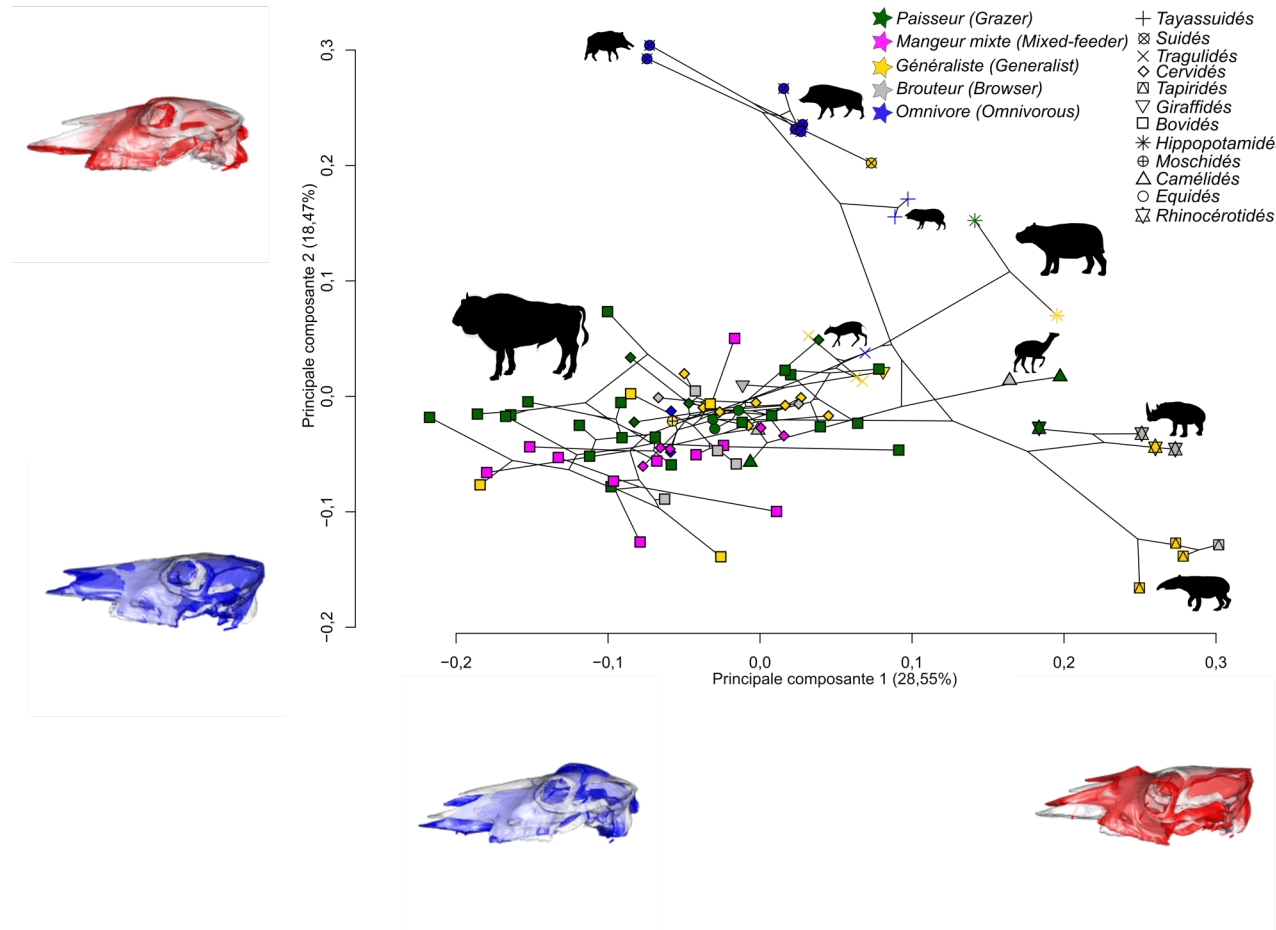 Paisseur (Grazer)
Mangeur mixte (Mixed-feeder)
Généraliste (Generalist)
Brouteur (Browser)
Omnivore (Omnivorous)
Tayassuidés
Suidés
Tragulidés
Cervidés
Tapiridés
Giraffidés
Bovidés
Hippopotamidé
Moschidés
Camélidés
Equidés
Rhinocérotidés
Principale composante 2 (18,47%)
0,3
0,2
0,1
0,0
−0,1
−0,2
−0,2
−0,1
0,0
0,1
0,2
0,3
Principale composante 1 (28,55%)